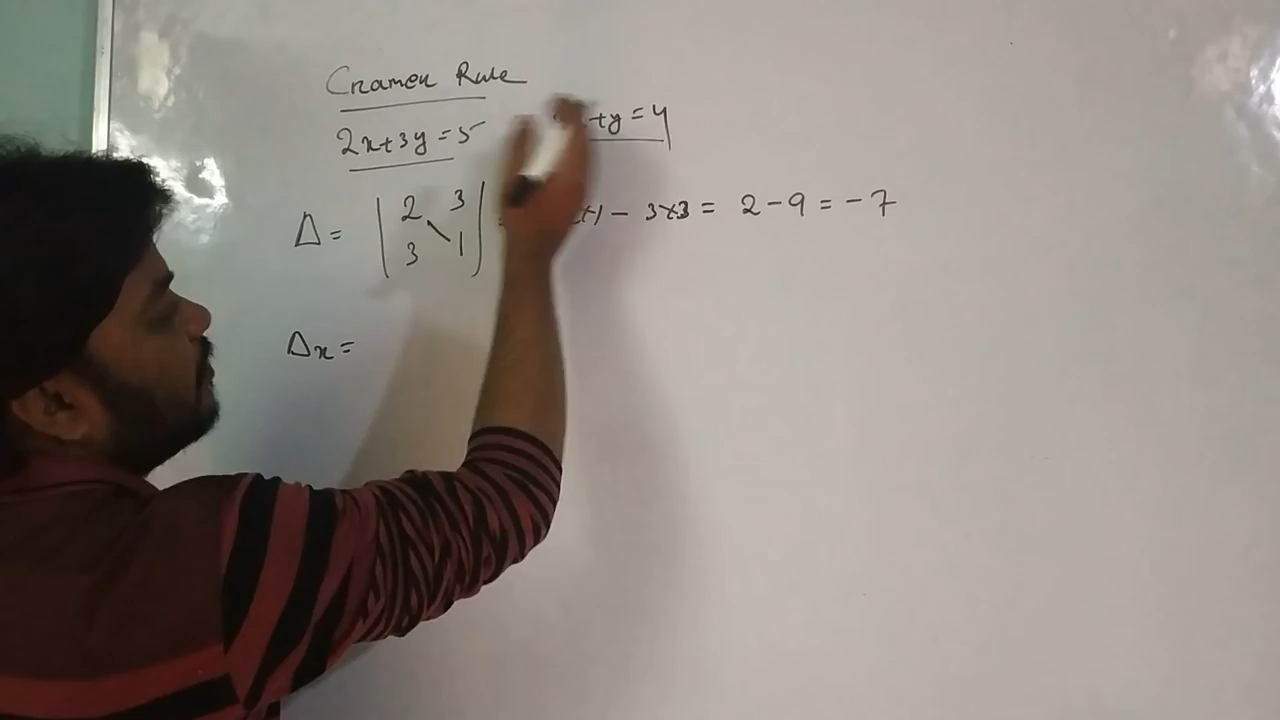 Cramer Rule
2x+3y=5 +y=4
Δ= | 2 3 | x1 - 3x3 = 2-9 = -7
3 1
Δx=